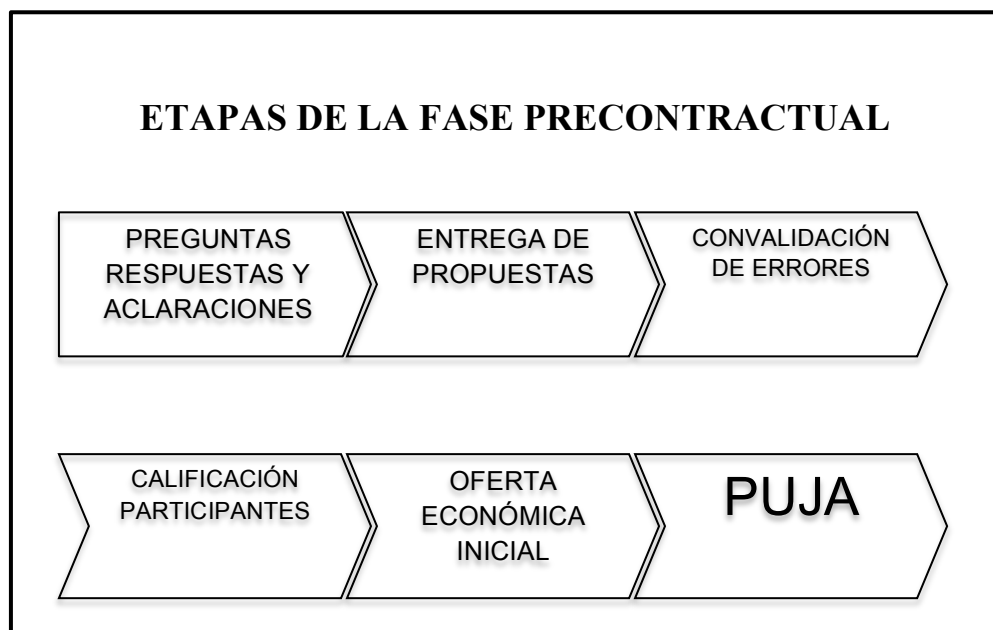 ETAPAS DE LA FASE PRECONTRACTUAL
PREGUNTAS
RESPUESTAS Y
ACLARACIONES
ENTREGA DE
PROPUESTAS
CONVALIDACIÓN
DE ERRORES
CALIFICACIÓN
PARTICIPANTES
OFERTA
ECONÓMICA
INICIAL
PUJA